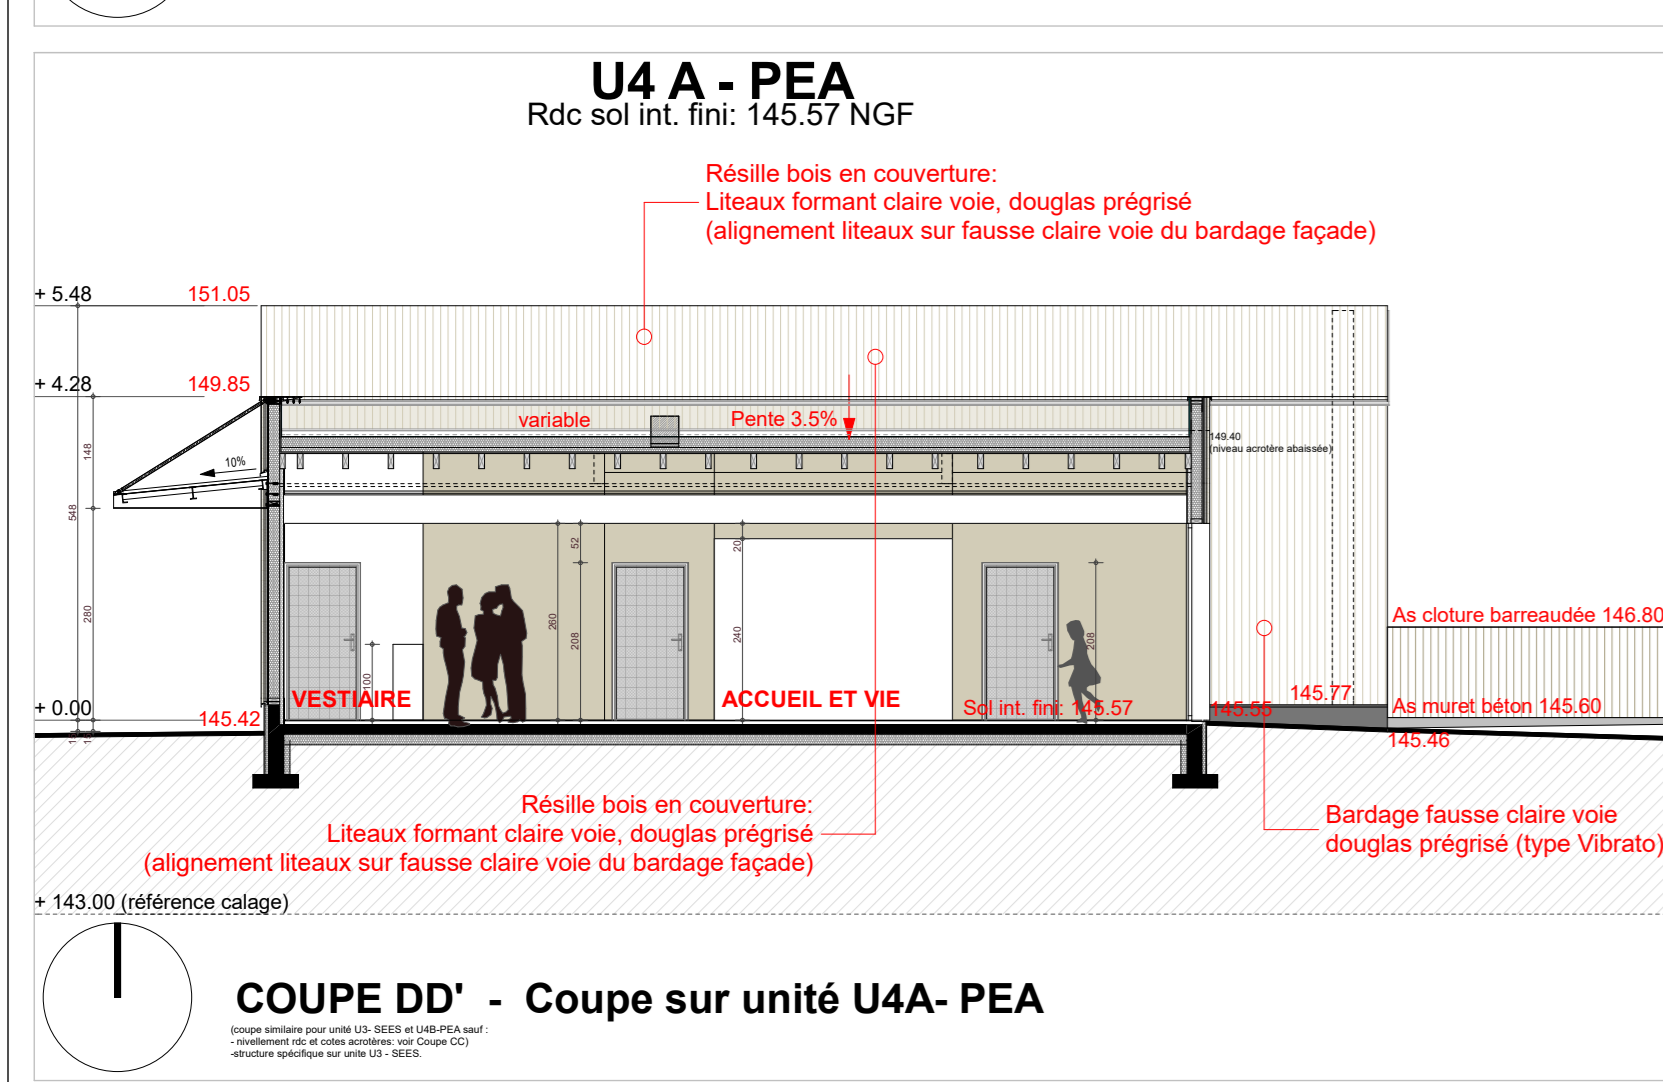 U4 A - PEA
Rdc sol int. fini: 145.57 NGF
Résille bois en couverture:
Liteaux formant claire voie, douglas prégrisé
(alignement liteaux sur fausse claire voie du bardage façade)
+ 5.48
151.05
+ 4.28
149.85
variable
Pente 3.5%
149.40
(niveau acrotère abaissée)
10%
148
548
280
52
260
208
20
240
208
100
As cloture barreaudée 146.80
VESTIAIRE
ACCUEIL ET VIE
Sol int. fini: 145.57
145.55
145.77
As muret béton 145.60
145.46
+ 0.00
145.42
Résille bois en couverture:
Liteaux formant claire voie, douglas prégrisé
(alignement liteaux sur fausse claire voie du bardage façade)
Bardage fausse claire voie
douglas prégrisé (type Vibrato)
+ 143.00 (référence calage)
COUPE DD' - Coupe sur unité U4A- PEA
(coupe similaire pour unité U3- SEES et U4B-PEA sauf :
- nivellement rdc et cotes acrotères: voir Coupe CC)
-structure spécifique sur unite U3 - SEES.